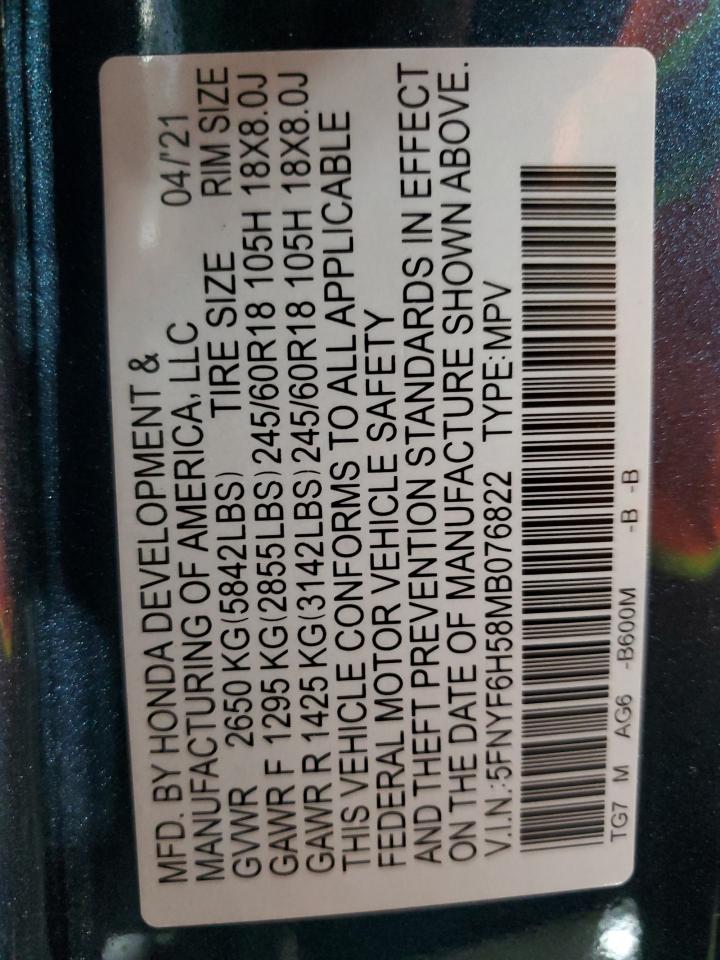 MFD. BY HONDA DEVELOPMENT &
MANUFACTURING OF AMERICA, LLC 04/'21
GVWR 2650 KG(5842LBS) TIRE SIZE RIM SIZE
GAWR F 1295 KG(2855LBS)245/60R18 105H 18X8.0J
GAWR R 1425 KG(3142LBS)245/60R18 105H 18X8.0J
THIS VEHICLE CONFORMS TO ALL APPLICABLE
FEDERAL MOTOR VEHICLE SAFETY
AND THEFT PREVENTION STANDARDS IN EFFECT
ON THE DATE OF MANUFACTURE SHOWN ABOVE.
V.I.N.:5FNYF6H58MB076822 TYPE:MPV
TG7 M AG6 -B600M -B -B